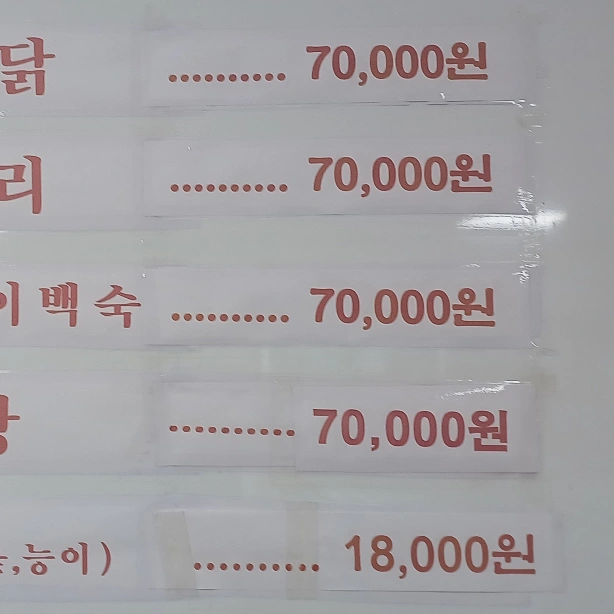 닭 .......... 70,000원
리 .......... 70,000원
이백숙 .......... 70,000원
.......... 70,000원
,능이) .......... 18,000원